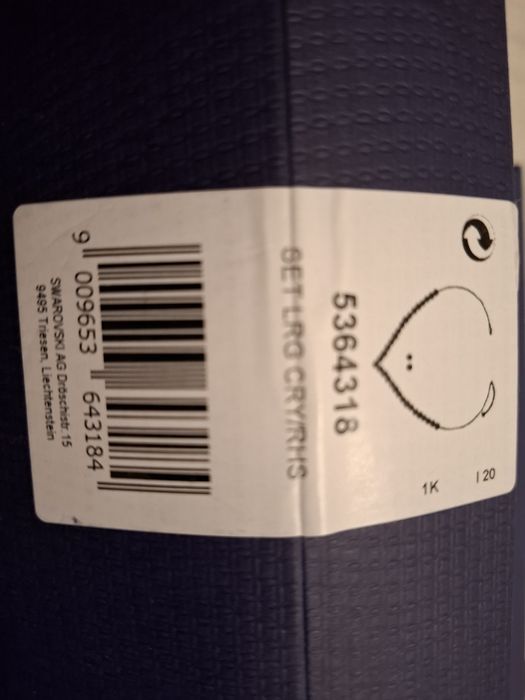 1K
I 20
5364318
SET LRG CRY/RHS
9 009653 643184
SWAROVSKI AG Dröschistr. 15
9495 Triesen, Liechtenstein